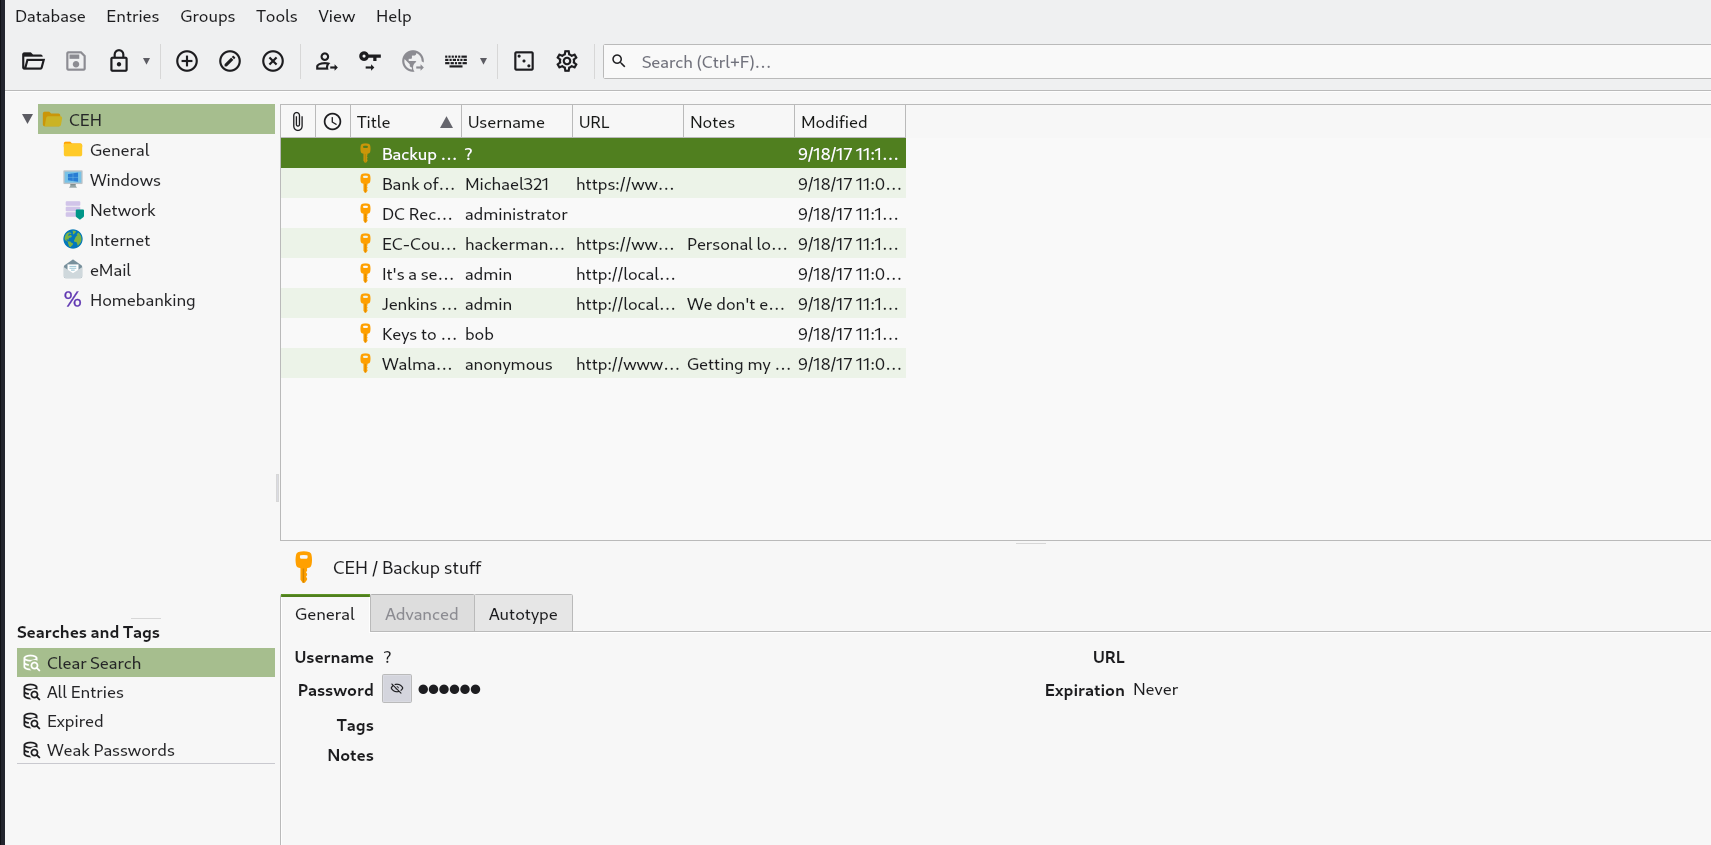 Database Entries Groups Tools View Help
Search (Ctrl+F)...
CEH
General
Windows
Network
Internet
eMail
Homebanking
Searches and Tags
Clear Search
All Entries
Expired
Weak Passwords
Title Username URL Notes Modified
Backup ... ? 9/18/17 11:1...
Bank of... Michael321 https://ww... 9/18/17 11:0...
DC Rec... administrator 9/18/17 11:1...
EC-Cou... hackerman... https://ww... Personal lo... 9/18/17 11:1...
It's a se... admin http://local... 9/18/17 11:0...
Jenkins ... admin http://local... We don't e... 9/18/17 11:1...
Keys to ... bob 9/18/17 11:1...
Walma... anonymous http://www... Getting my ... 9/18/17 11:0...
CEH / Backup stuff
General Advanced Autotype
Username ? URL
Password ●●●●●● Expiration Never
Tags
Notes